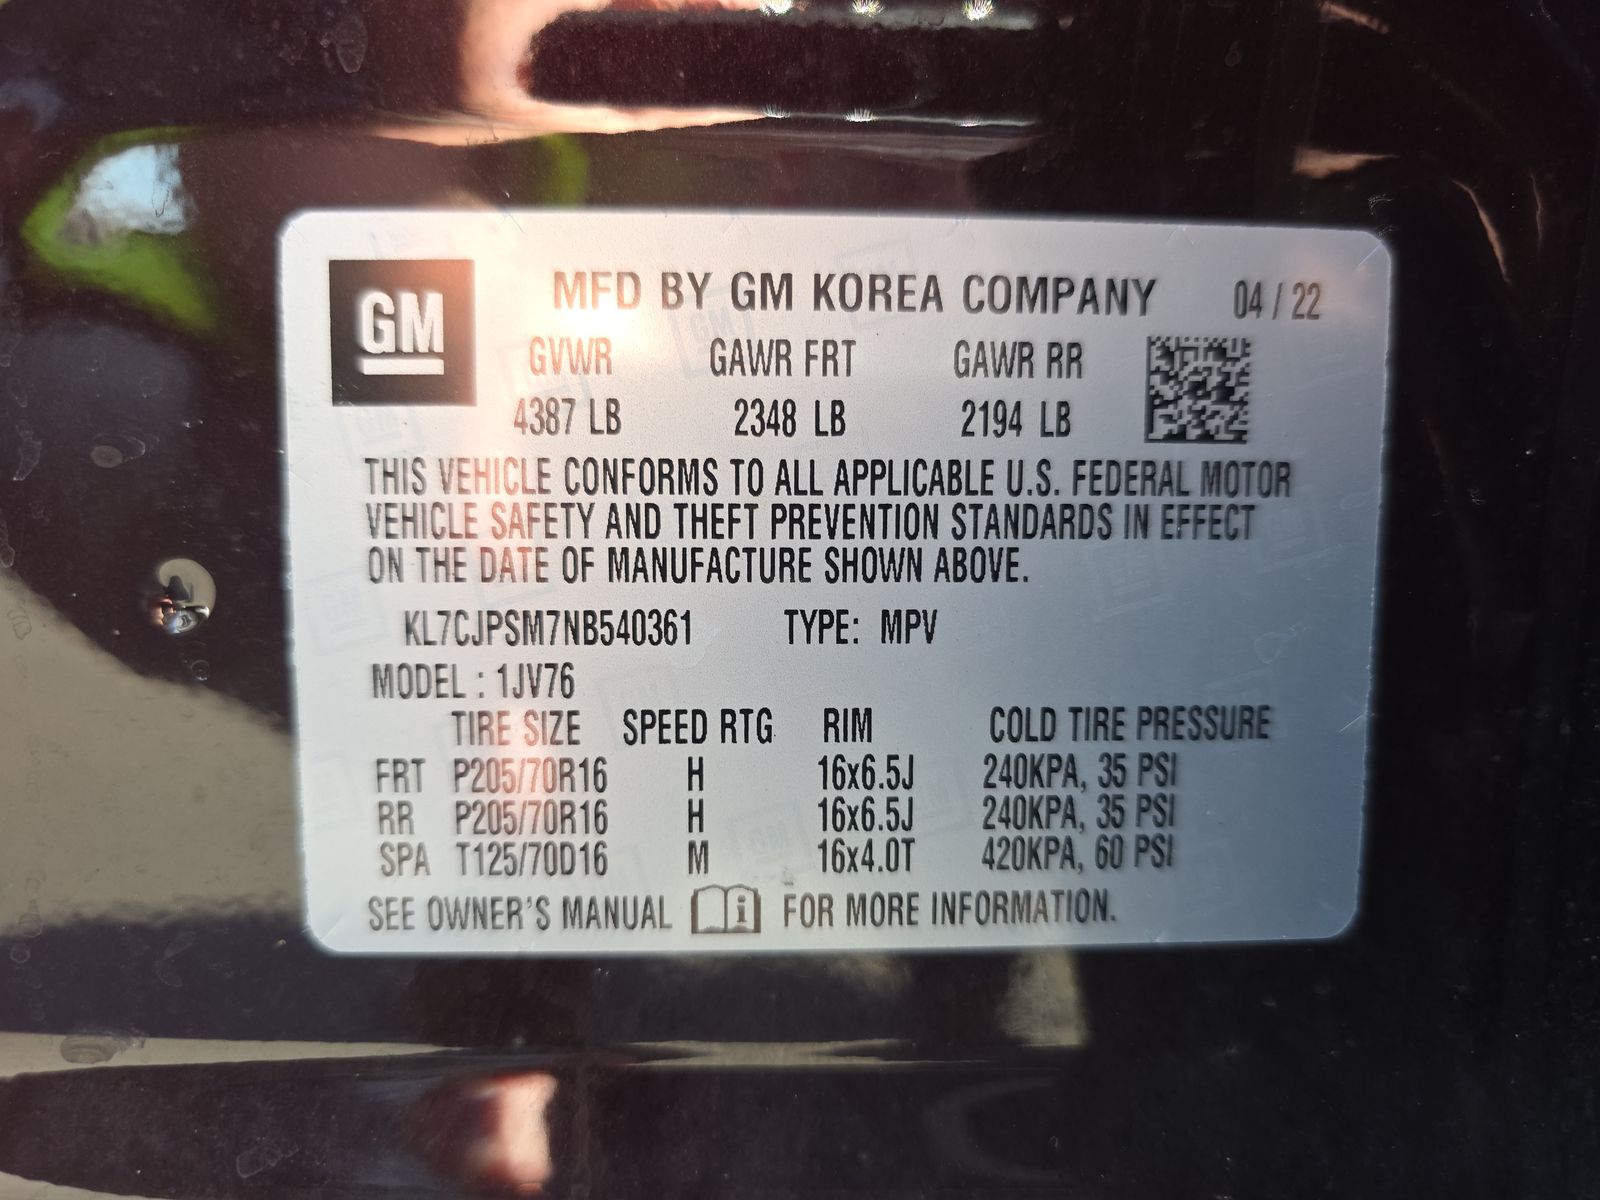 GM
MFD BY GM KOREA COMPANY 04 / 22
GVWR GAWR FRT GAWR RR
4387 LB 2348 LB 2194 LB
THIS VEHICLE CONFORMS TO ALL APPLICABLE U.S. FEDERAL MOTOR
VEHICLE SAFETY AND THEFT PREVENTION STANDARDS IN EFFECT
ON THE DATE OF MANUFACTURE SHOWN ABOVE.
KL7CJPSM7NB540361 TYPE: MPV
MODEL : 1JV76
TIRE SIZE SPEED RTG RIM COLD TIRE PRESSURE
FRT P205/70R16 H 16x6.5J 240KPA, 35 PSI
RR P205/70R16 H 16x6.5J 240KPA, 35 PSI
SPA T125/70D16 M 16x4.0T 420KPA, 60 PSI
SEE OWNER'S MANUAL i FOR MORE INFORMATION.